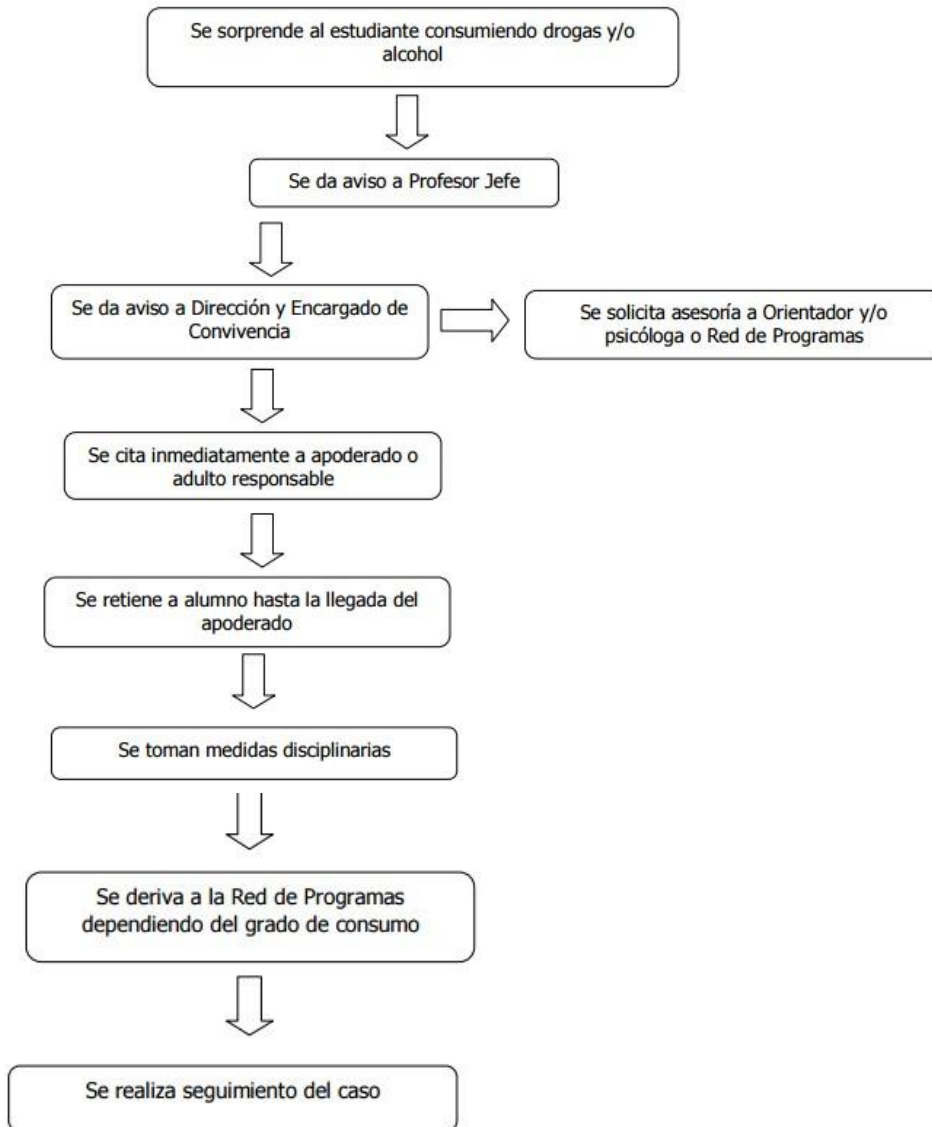 Se sorprende al estudiante consumiendo drogas y/o
alcohol
Se da aviso a Profesor Jefe
Se da aviso a Dirección y Encargado de
Convivencia
Se solicita asesoría a Orientador y/o
psicóloga o Red de Programas
Se cita inmediatamente a apoderado o
adulto responsable
Se retiene a alumno hasta la llegada del
apoderado
Se toman medidas disciplinarias
Se deriva a la Red de Programas
dependiendo del grado de consumo
Se realiza seguimiento del caso